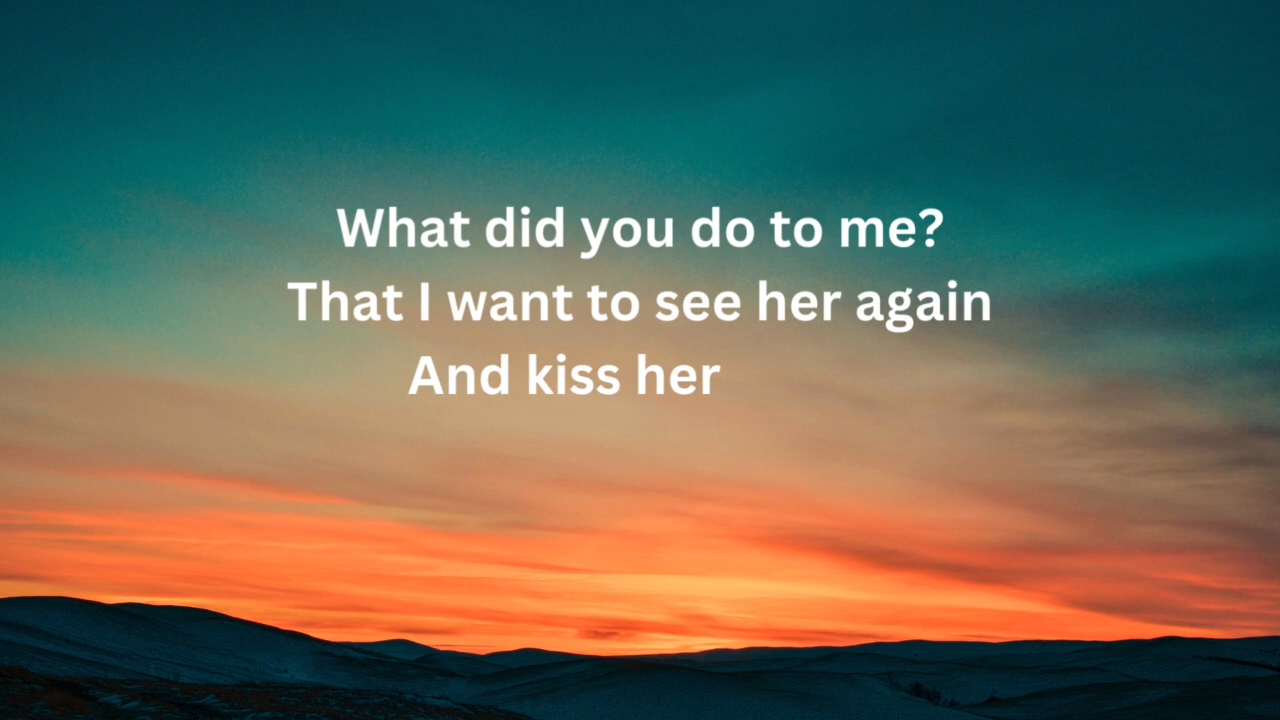 What did you do to me?
That I want to see her again
And kiss her